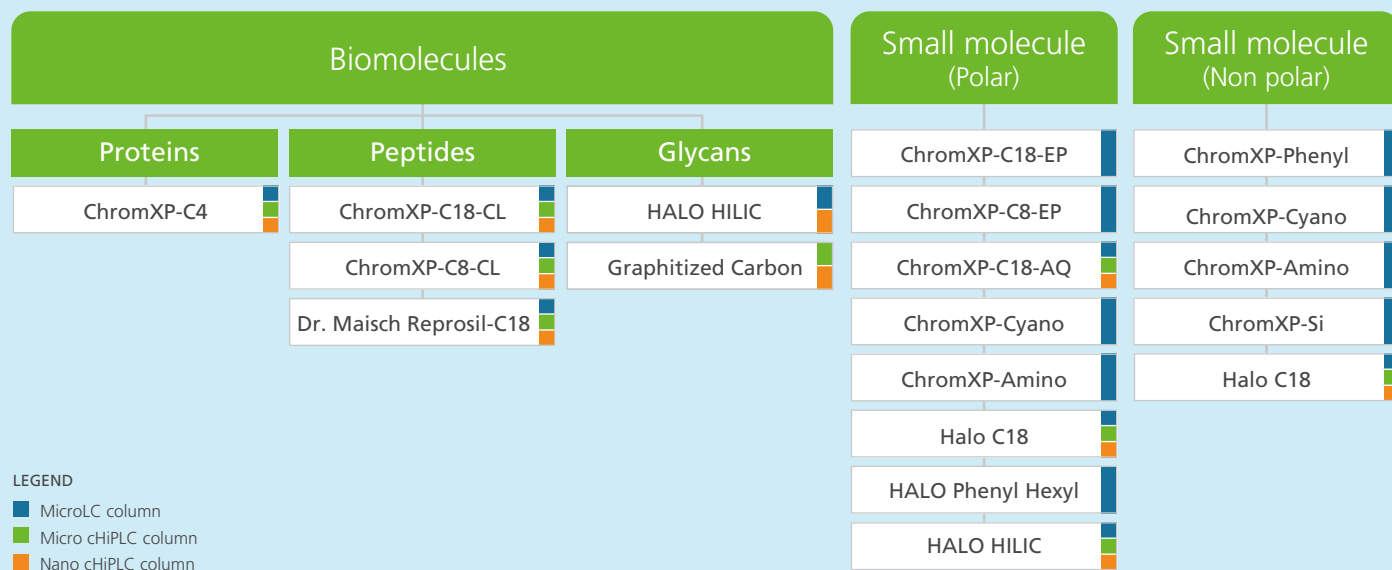 Biomolecules
Small molecule
(Polar)
Small molecule
(Non polar)
Proteins
Peptides
Glycans
ChromXP-C4
ChromXP-C18-CL
ChromXP-C8-CL
Dr. Maisch Reprosil-C18
HALO HILIC
Graphitized Carbon
ChromXP-C18-EP
ChromXP-C8-EP
ChromXP-C18-AQ
ChromXP-Cyano
ChromXP-Amino
Halo C18
HALO Phenyl Hexyl
HALO HILIC
ChromXP-Phenyl
ChromXP-Cyano
ChromXP-Amino
ChromXP-Si
Halo C18
LEGEND
MicroLC column
Micro cHiPLC column
Nano cHiPLC column